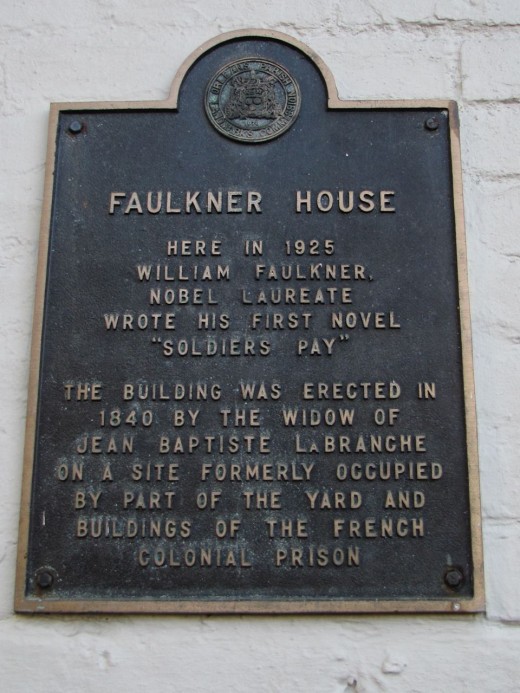 FAULKNER HOUSE
HERE IN 1925
WILLIAM FAULKNER,
NOBEL LAUREATE
WROTE HIS FIRST NOVEL
"SOLDIERS PAY"
THE BUILDING WAS ERECTED IN
1840 BY THE WIDOW OF
JEAN BAPTISTE LABRANCHE
ON A SITE FORMERLY OCCUPIED
BY PART OF THE YARD AND
BUILDINGS OF THE FRENCH
COLONIAL PRISON